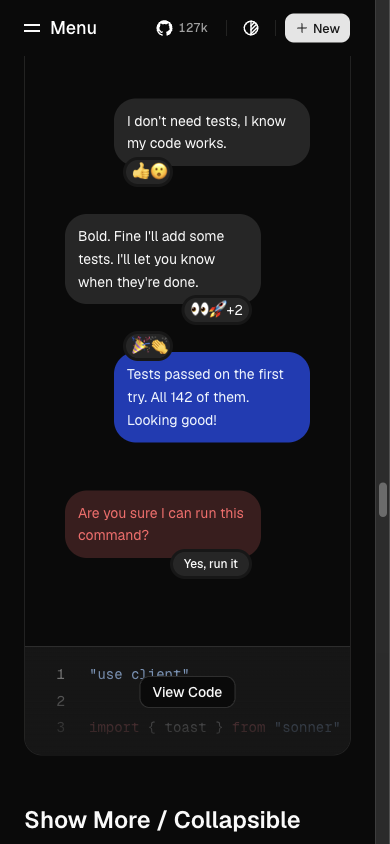 Menu
127k
New
I don't need tests, I know
my code works.
👍😮
Bold. Fine I'll add some
tests. I'll let you know
when they're done.
👀🚀+2
🎉👏
Tests passed on the first
try. All 142 of them.
Looking good!
Are you sure I can run this
command?
Yes, run it
1 "use client"
View Code
2
3 import { toast } from "sonner"
Show More / Collapsible